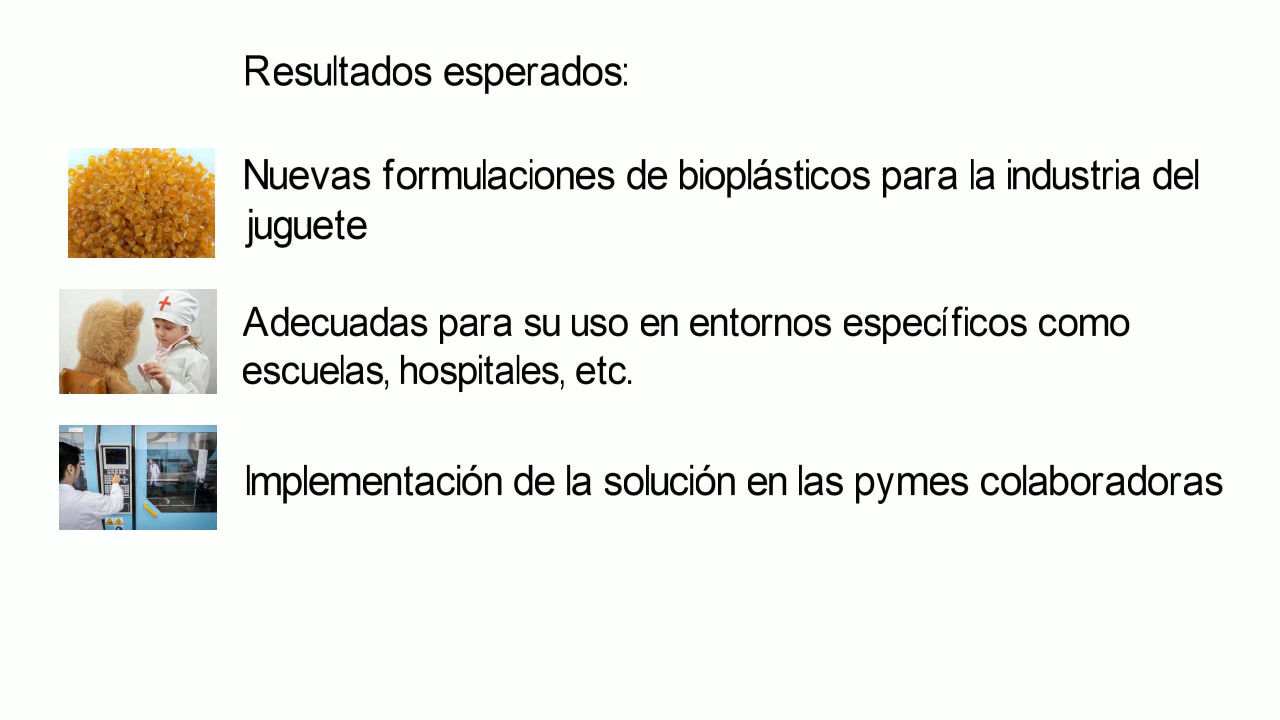 Resultados esperados:
Nuevas formulaciones de bioplásticos para la industria del
juguete
Adecuadas para su uso en entornos específicos como
escuelas, hospitales, etc.
Implementación de la solución en las pymes colaboradoras